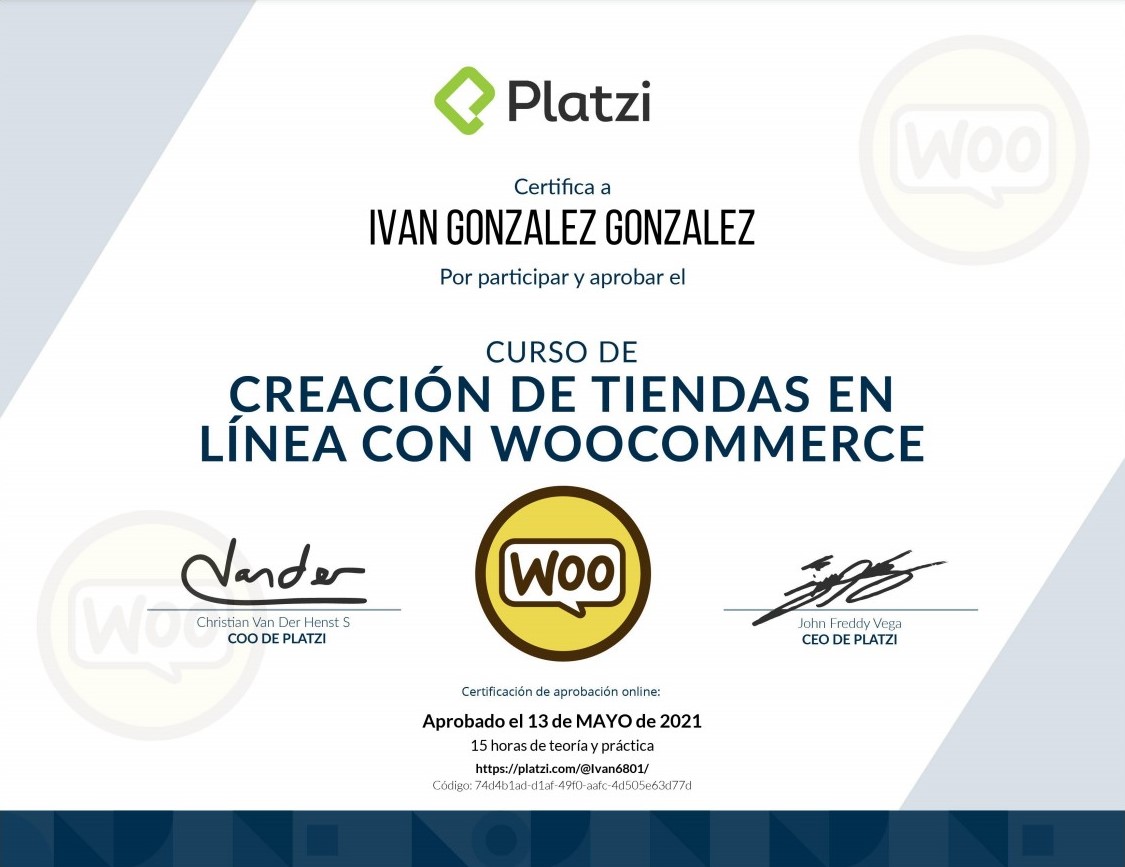 Platzi
WOO
Certifica a
IVAN GONZALEZ GONZALEZ
Por participar y aprobar el
CURSO DE
CREACIÓN DE TIENDAS EN
LÍNEA CON WOOCOMMERCE
WOO
Vander
WOO
Christian Van Der Henst S
COO DE PLATZI
John Freddy Vega
CEO DE PLATZI
Certificación de aprobación online:
Aprobado el 13 de MAYO de 2021
15 horas de teoría y práctica
https://platzi.com/@Ivan6801/
Código: 74d4b1ad-d1af-49f0-aafc-4d505e63d77d